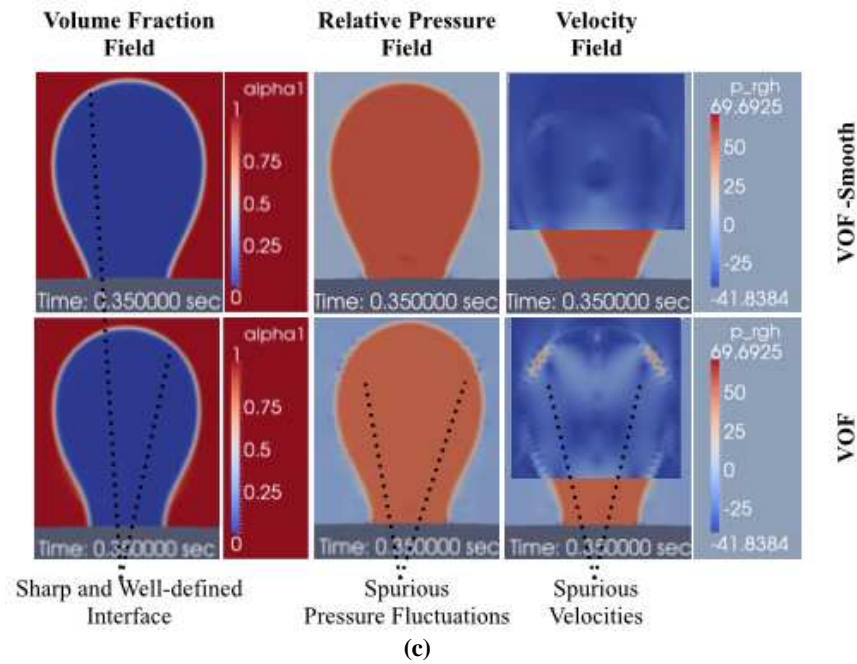 Volume Fraction
Field
Relative Pressure
Field
Velocity
Field
alpha1
1
0.75
0.5
0.25
0
Time: 0.350000 sec
Time: 0.350000 sec
Time: 0.350000 sec
p_rgh
69.6925
50
25
0
-25
-41.8384
VOF -Smooth
alpha1
1
0.75
0.5
0.25
0
Time: 0.350000 sec
Time: 0.350000 sec
Time: 0.350000 sec
p_rgh
69.6925
50
25
0
-25
-41.8384
VOF
Sharp and Well-defined
Interface
Spurious
Pressure Fluctuations
Spurious
Velocities
(c)